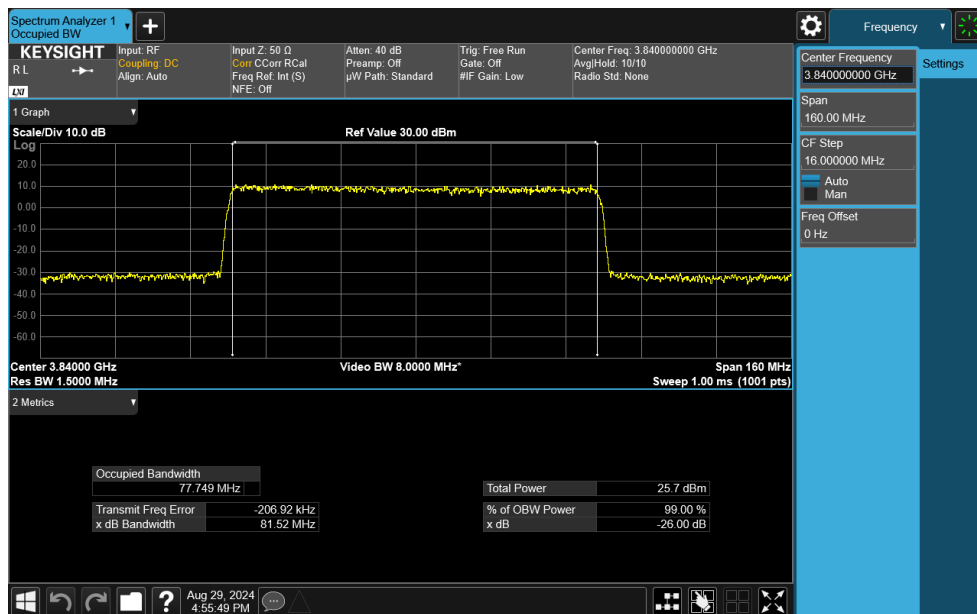 Spectrum Analyzer 1
Occupied BW
Frequency
KEYSIGHT
R L
LXI
Input: RF
Coupling: DC
Align: Auto
Input Z: 50 Ω
Corr CCorr RCal
Freq Ref: Int (S)
NFE: Off
Atten: 40 dB
Preamp: Off
µW Path: Standard
Trig: Free Run
Gate: Off
#IF Gain: Low
Center Freq: 3.840000000 GHz
Avg|Hold: 10/10
Radio Std: None
Center Frequency
3.840000000 GHz
Settings
Span
160.00 MHz
CF Step
16.000000 MHz
Auto
Man
Freq Offset
0 Hz
1 Graph
Scale/Div 10.0 dB
Ref Value 30.00 dBm
Log
20.0
10.0
0.00
-10.0
-20.0
-30.0
-40.0
-50.0
-60.0
Center 3.84000 GHz
Video BW 8.0000 MHz*
Span 160 MHz
Res BW 1.5000 MHz
Sweep 1.00 ms (1001 pts)
2 Metrics
Occupied Bandwidth
77.749 MHz
Total Power 25.7 dBm
Transmit Freq Error -206.92 kHz
% of OBW Power 99.00 %
x dB Bandwidth 81.52 MHz
x dB -26.00 dB
Aug 29, 2024
4:55:49 PM